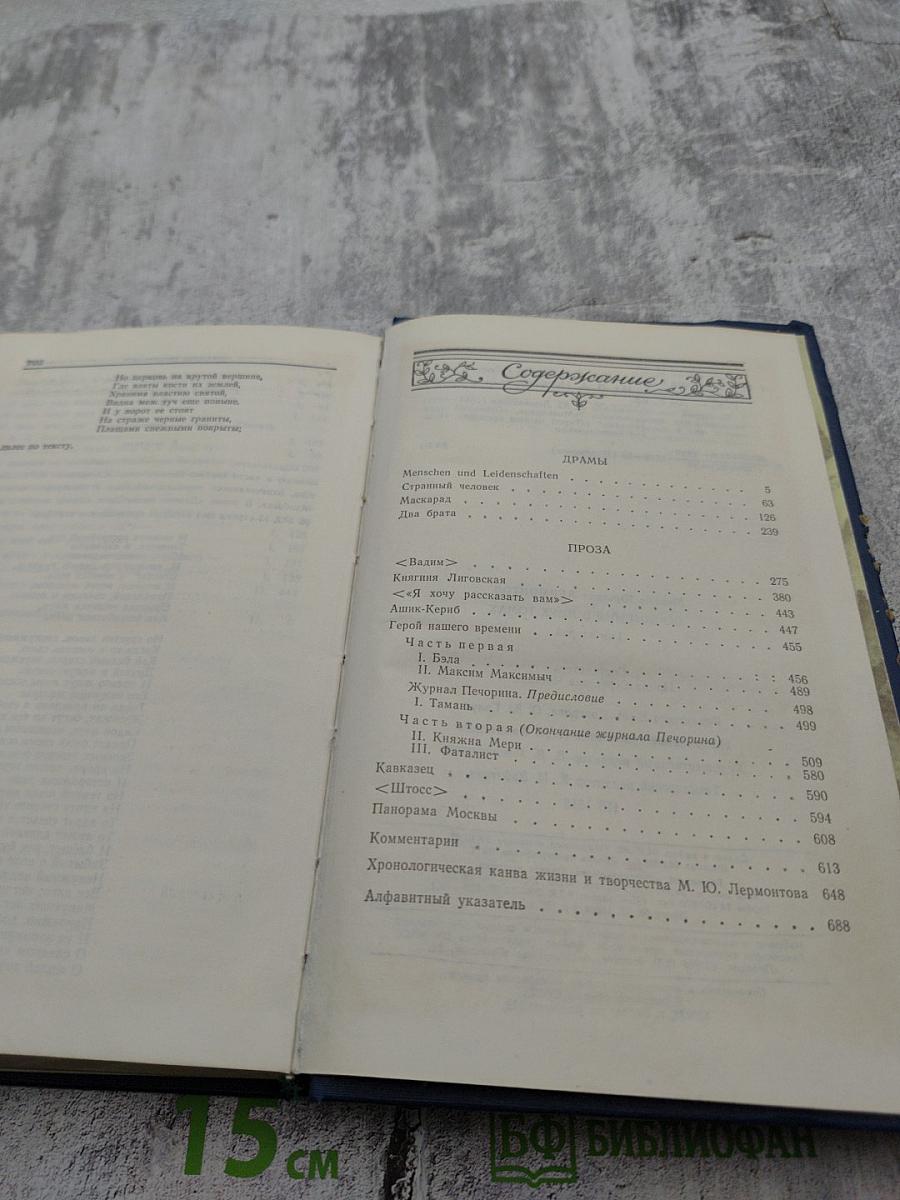 Но церковь на крутой вершине,
Где взяты кости их землей,
Хранима властию святой,
Видна меж туч еще поныне.
И у ворот ее стоят
На страже черные граниты,
Плащами снежными покрыты;
далее по тексту.
Содержание
ДРАМЫ
Menschen und Leidenschaften . . . . . . . . . . . . . 5
Странный человек . . . . . . . . . . . . . . . . 63
Маскарад . . . . . . . . . . . . . . . . . . . 126
Два брата . . . . . . . . . . . . . . . . . . . 239
ПРОЗА
<Вадим> . . . . . . . . . . . . . . . . . . . 275
Княгиня Лиговская . . . . . . . . . . . . . . . . 380
<«Я хочу рассказать вам»> . . . . . . . . . . . . 443
Ашик-Кериб . . . . . . . . . . . . . . . . . . 447
Герой нашего времени . . . . . . . . . . . . . . . 455
Часть первая
I. Бэла . . . . . . . . . . . . . . . . . . 456
II. Максим Максимыч . . . . . . . . . . . . . 489
Журнал Печорина. Предисловие . . . . . . . . . . 498
I. Тамань . . . . . . . . . . . . . . . . . 499
Часть вторая (Окончание журнала Печорина)
II. Княжна Мери . . . . . . . . . . . . . . . 509
III. Фаталист . . . . . . . . . . . . . . . . 580
Кавказец . . . . . . . . . . . . . . . . . . . 590
<Штосс> . . . . . . . . . . . . . . . . . . . 594
Панорама Москвы . . . . . . . . . . . . . . . . 608
Комментарии . . . . . . . . . . . . . . . . . . 613
Хронологическая канва жизни и творчества М. Ю. Лермонтова 648
Алфавитный указатель . . . . . . . . . . . . . . . 688
15 см
БФ БИБЛИОФАН